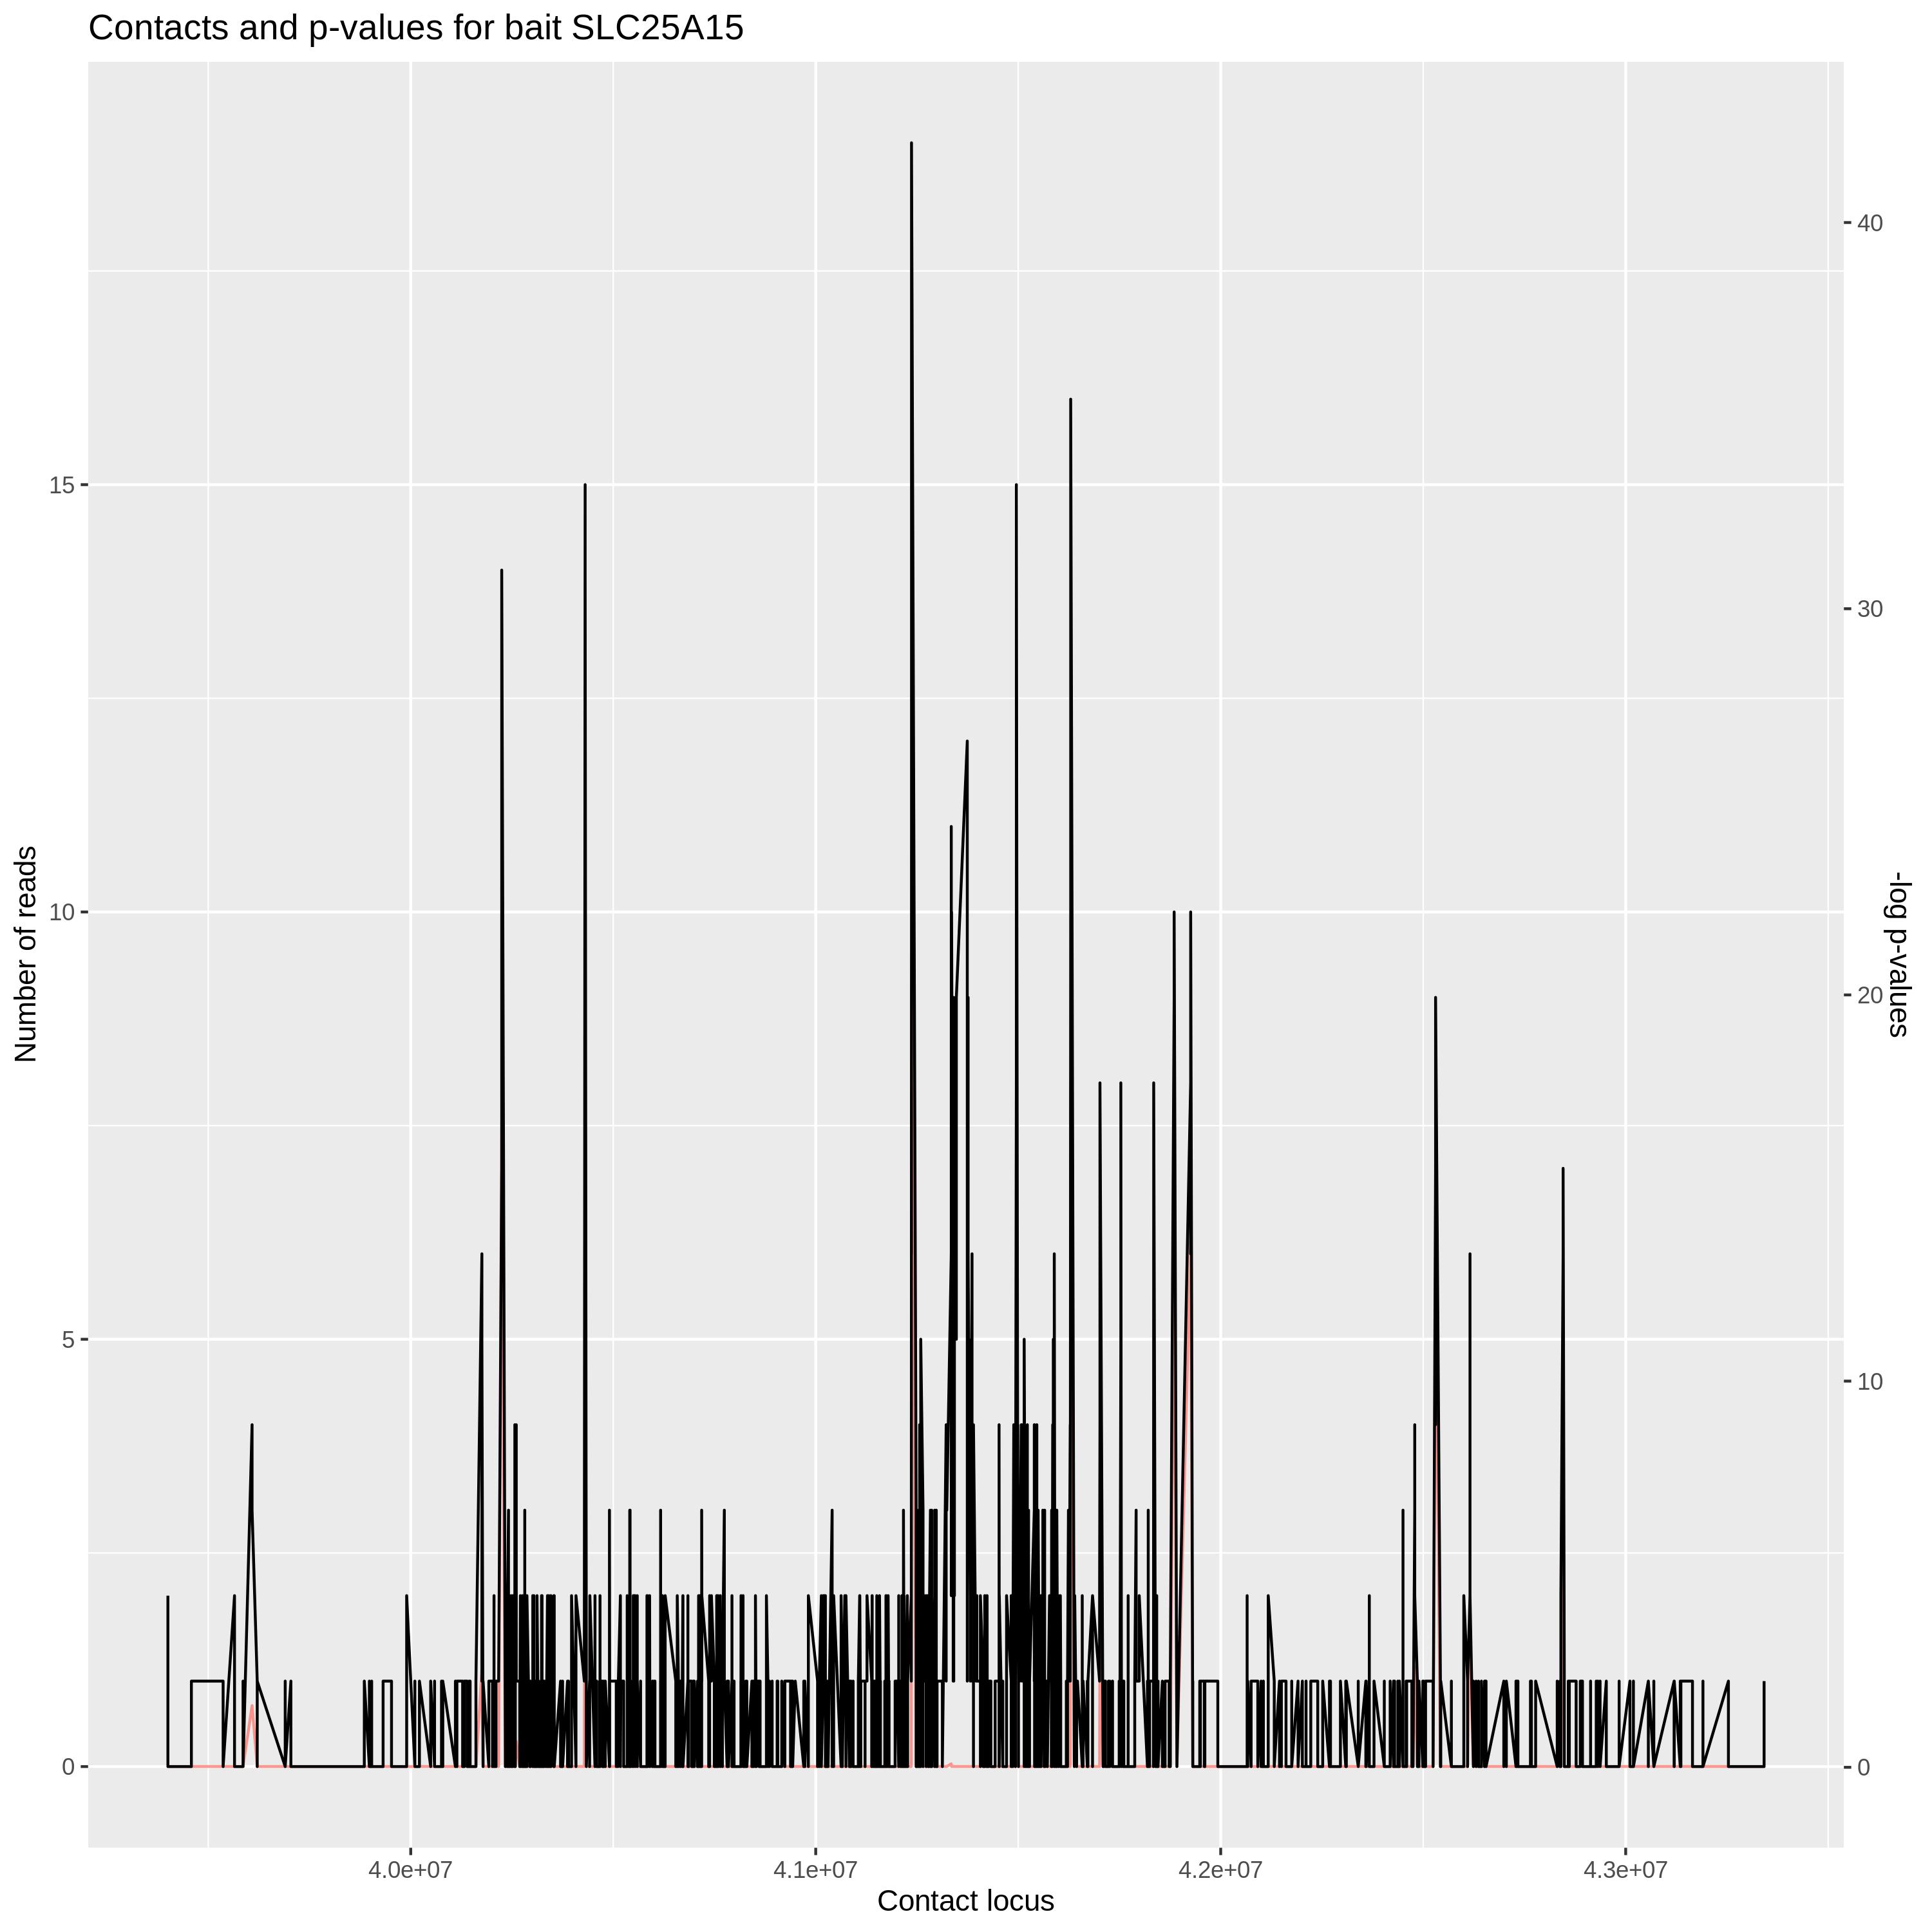 Contacts and p-values for bait SLC25A15
Number of reads
15
10
5
0
40
30
20
10
0
-log p-values
4.0e+07
4.1e+07
4.2e+07
4.3e+07
Contact locus